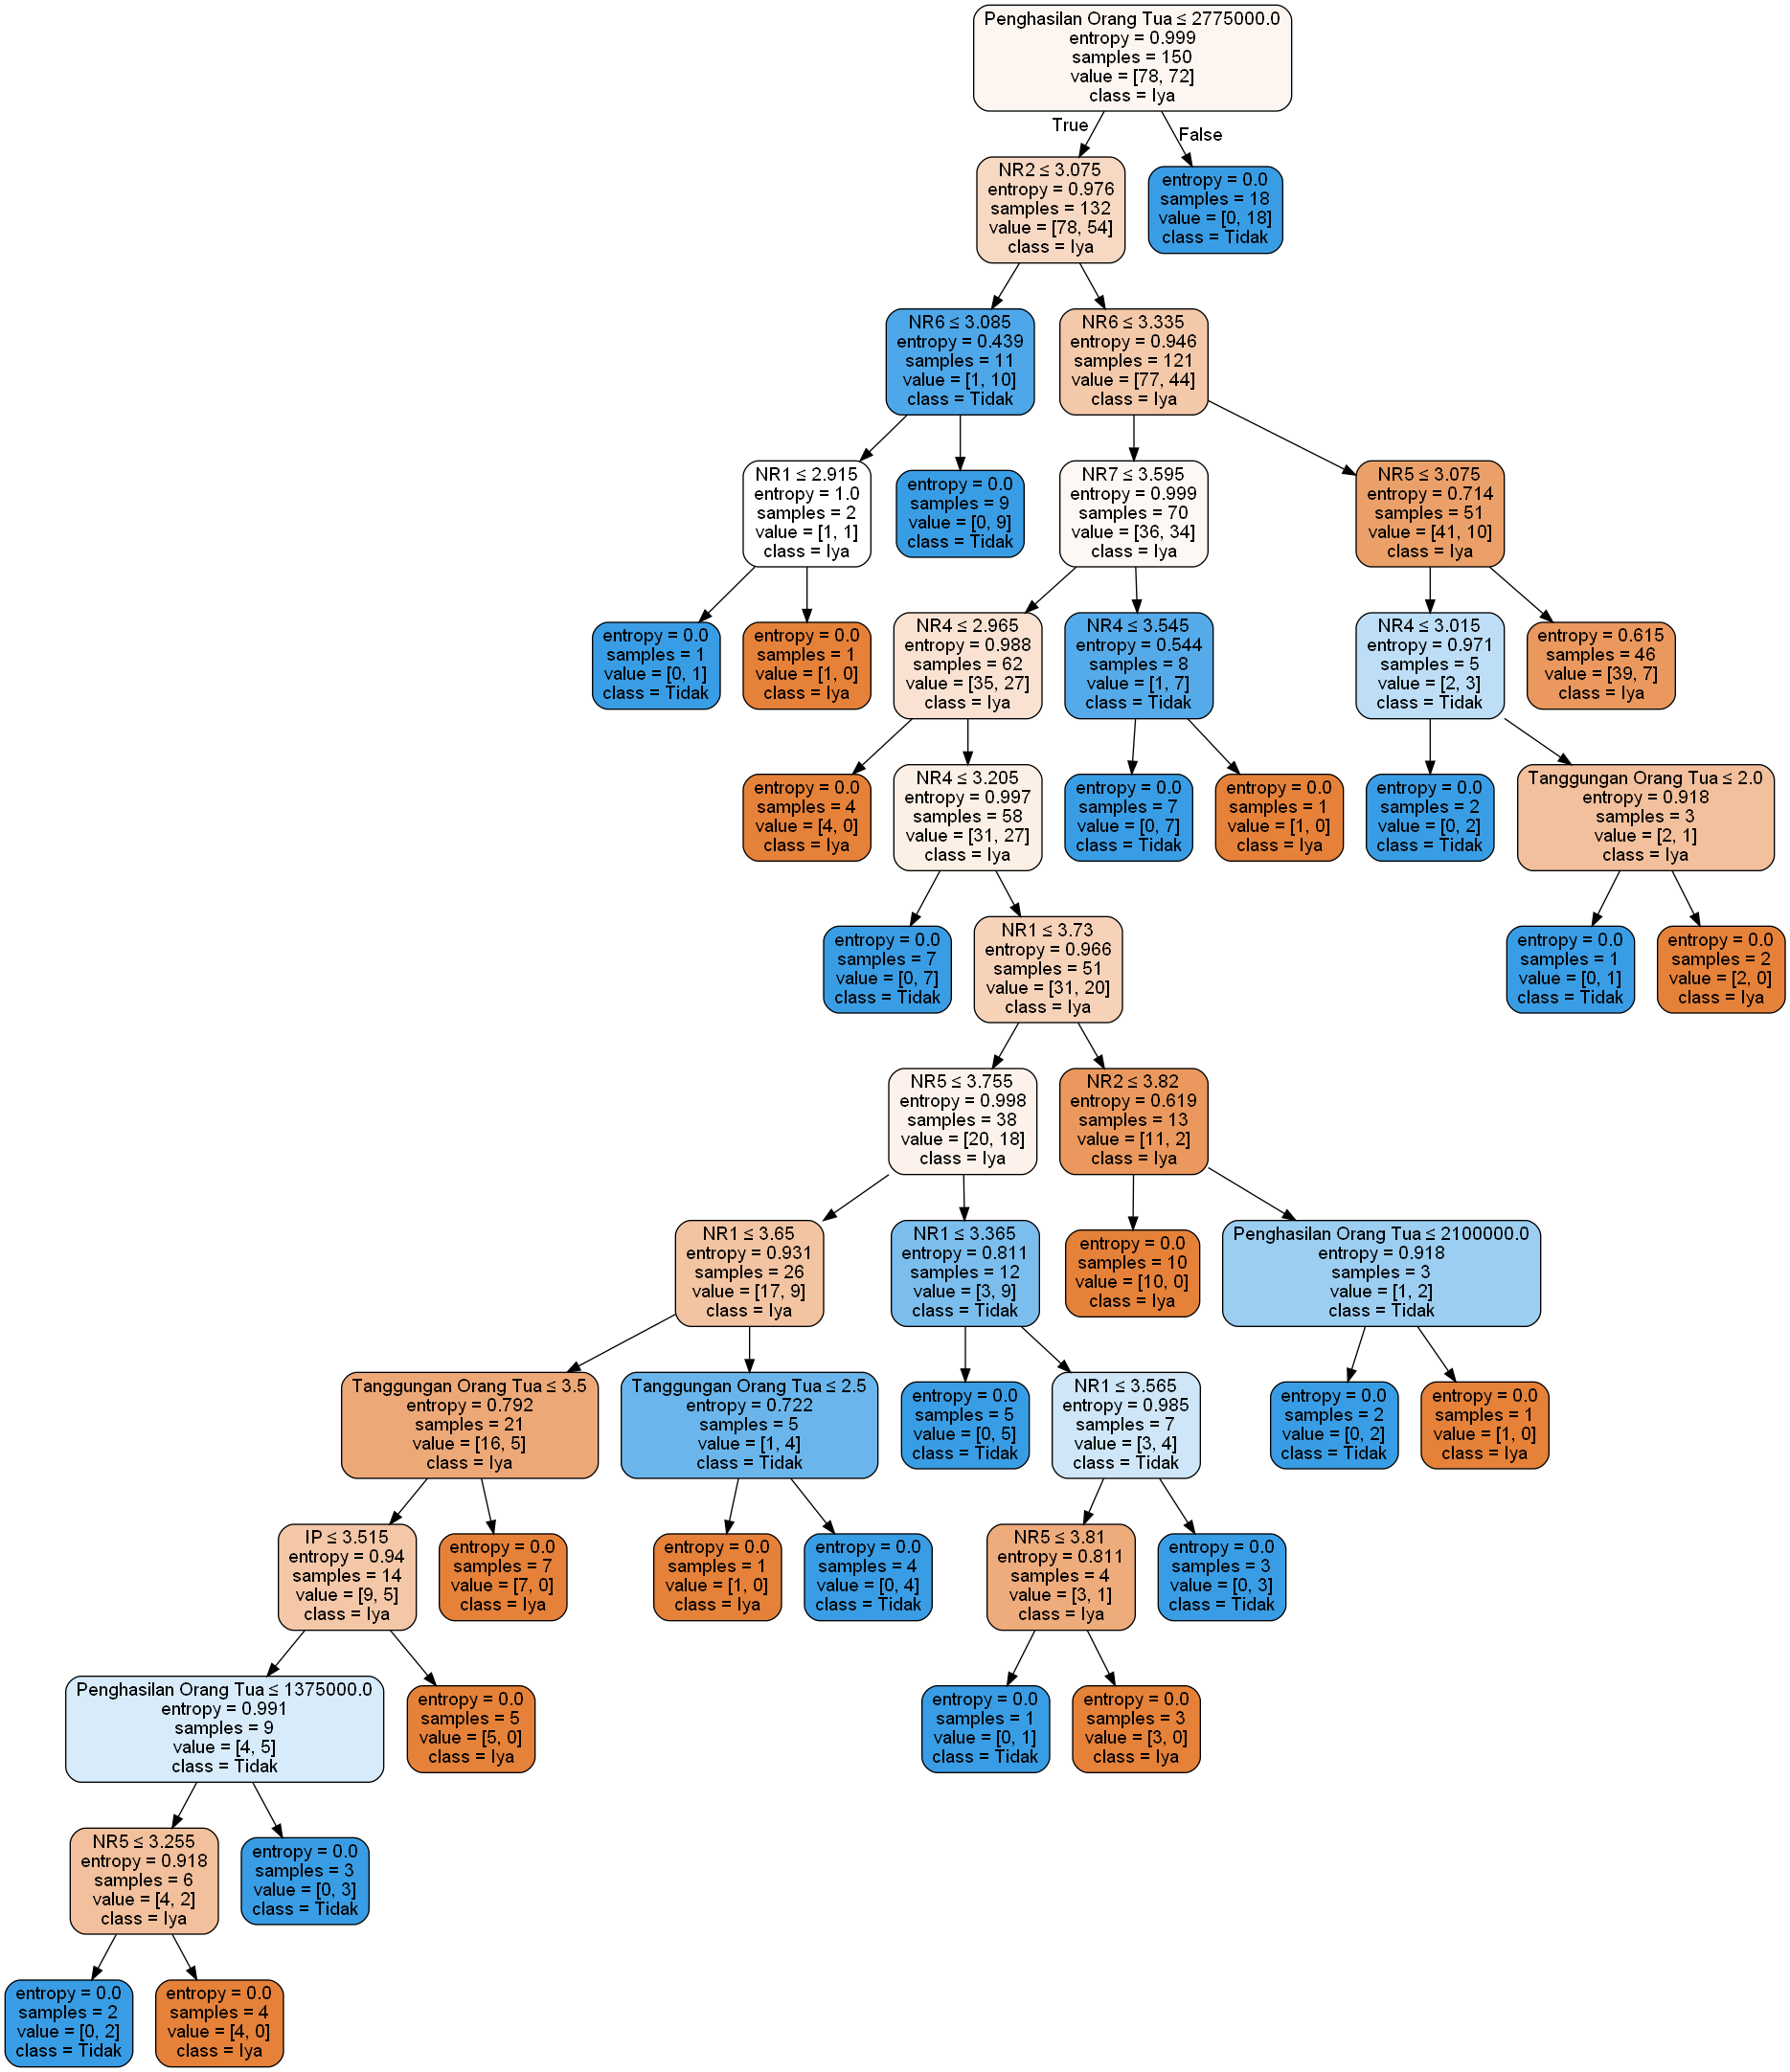 Penghasilan Orang Tua ≤ 2775000.0
entropy = 0.999
samples = 150
value = [78, 72]
class = Iya
True
False
NR2 ≤ 3.075
entropy = 0.976
samples = 132
value = [78, 54]
class = Iya
entropy = 0.0
samples = 18
value = [0, 18]
class = Tidak
NR6 ≤ 3.085
entropy = 0.439
samples = 11
value = [1, 10]
class = Tidak
NR6 ≤ 3.335
entropy = 0.946
samples = 121
value = [77, 44]
class = Iya
NR1 ≤ 2.915
entropy = 1.0
samples = 2
value = [1, 1]
class = Iya
entropy = 0.0
samples = 9
value = [0, 9]
class = Tidak
NR7 ≤ 3.595
entropy = 0.999
samples = 70
value = [36, 34]
class = Iya
NR5 ≤ 3.075
entropy = 0.714
samples = 51
value = [41, 10]
class = Iya
entropy = 0.0
samples = 1
value = [0, 1]
class = Tidak
entropy = 0.0
samples = 1
value = [1, 0]
class = Iya
NR4 ≤ 2.965
entropy = 0.988
samples = 62
value = [35, 27]
class = Iya
NR4 ≤ 3.545
entropy = 0.544
samples = 8
value = [1, 7]
class = Tidak
NR4 ≤ 3.015
entropy = 0.971
samples = 5
value = [2, 3]
class = Tidak
entropy = 0.615
samples = 46
value = [39, 7]
class = Iya
entropy = 0.0
samples = 4
value = [4, 0]
class = Iya
NR4 ≤ 3.205
entropy = 0.997
samples = 58
value = [31, 27]
class = Iya
entropy = 0.0
samples = 7
value = [0, 7]
class = Tidak
entropy = 0.0
samples = 1
value = [1, 0]
class = Iya
entropy = 0.0
samples = 2
value = [0, 2]
class = Tidak
Tanggungan Orang Tua ≤ 2.0
entropy = 0.918
samples = 3
value = [2, 1]
class = Iya
entropy = 0.0
samples = 7
value = [0, 7]
class = Tidak
NR1 ≤ 3.73
entropy = 0.966
samples = 51
value = [31, 20]
class = Iya
entropy = 0.0
samples = 1
value = [0, 1]
class = Tidak
entropy = 0.0
samples = 2
value = [2, 0]
class = Iya
NR5 ≤ 3.755
entropy = 0.998
samples = 38
value = [20, 18]
class = Iya
NR2 ≤ 3.82
entropy = 0.619
samples = 13
value = [11, 2]
class = Iya
NR1 ≤ 3.65
entropy = 0.931
samples = 26
value = [17, 9]
class = Iya
NR1 ≤ 3.365
entropy = 0.811
samples = 12
value = [3, 9]
class = Tidak
entropy = 0.0
samples = 10
value = [10, 0]
class = Iya
Penghasilan Orang Tua ≤ 2100000.0
entropy = 0.918
samples = 3
value = [1, 2]
class = Tidak
Tanggungan Orang Tua ≤ 3.5
entropy = 0.792
samples = 21
value = [16, 5]
class = Iya
Tanggungan Orang Tua ≤ 2.5
entropy = 0.722
samples = 5
value = [1, 4]
class = Tidak
entropy = 0.0
samples = 5
value = [0, 5]
class = Tidak
NR1 ≤ 3.565
entropy = 0.985
samples = 7
value = [3, 4]
class = Tidak
entropy = 0.0
samples = 2
value = [0, 2]
class = Tidak
entropy = 0.0
samples = 1
value = [1, 0]
class = Iya
IP ≤ 3.515
entropy = 0.94
samples = 14
value = [9, 5]
class = Iya
entropy = 0.0
samples = 7
value = [7, 0]
class = Iya
entropy = 0.0
samples = 1
value = [1, 0]
class = Iya
entropy = 0.0
samples = 4
value = [0, 4]
class = Tidak
NR5 ≤ 3.81
entropy = 0.811
samples = 4
value = [3, 1]
class = Iya
entropy = 0.0
samples = 3
value = [0, 3]
class = Tidak
Penghasilan Orang Tua ≤ 1375000.0
entropy = 0.991
samples = 9
value = [4, 5]
class = Tidak
entropy = 0.0
samples = 5
value = [5, 0]
class = Iya
entropy = 0.0
samples = 1
value = [0, 1]
class = Tidak
entropy = 0.0
samples = 3
value = [3, 0]
class = Iya
NR5 ≤ 3.255
entropy = 0.918
samples = 6
value = [4, 2]
class = Iya
entropy = 0.0
samples = 3
value = [0, 3]
class = Tidak
entropy = 0.0
samples = 2
value = [0, 2]
class = Tidak
entropy = 0.0
samples = 4
value = [4, 0]
class = Iya